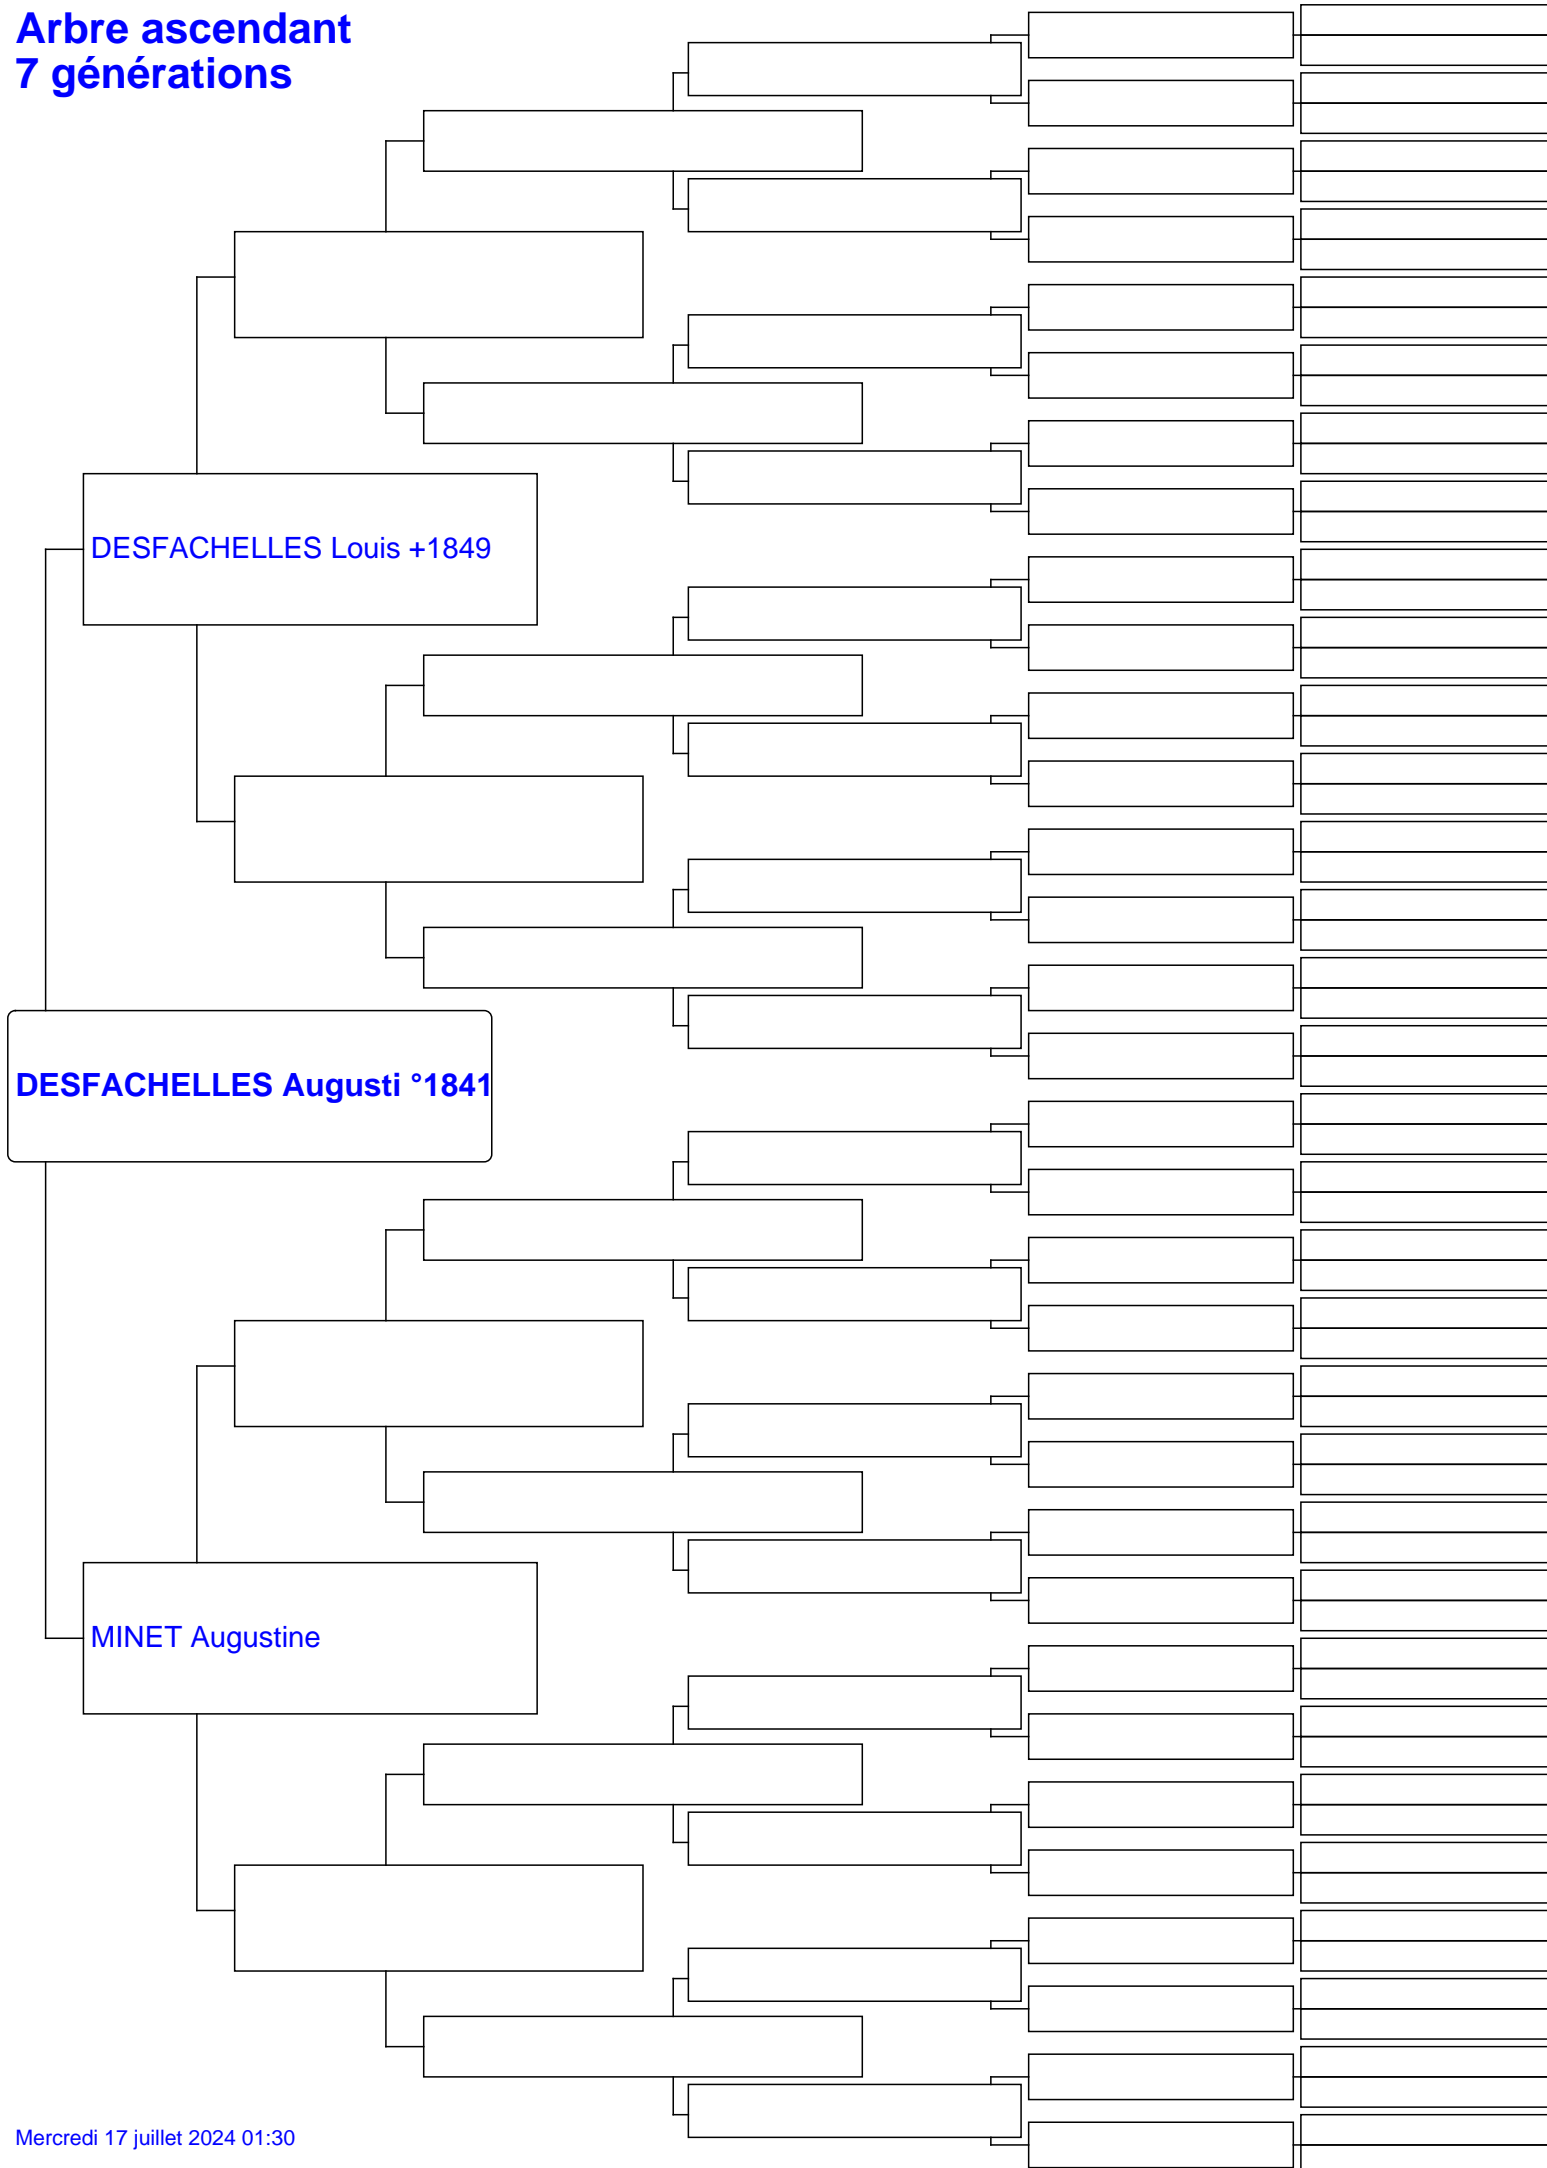 Arbre ascendant
7 générations
DESFACHELLES Louis +1849
DESFACHELLES Augusti °1841
MINET Augustine
Mercredi 17 juillet 2024 01:30